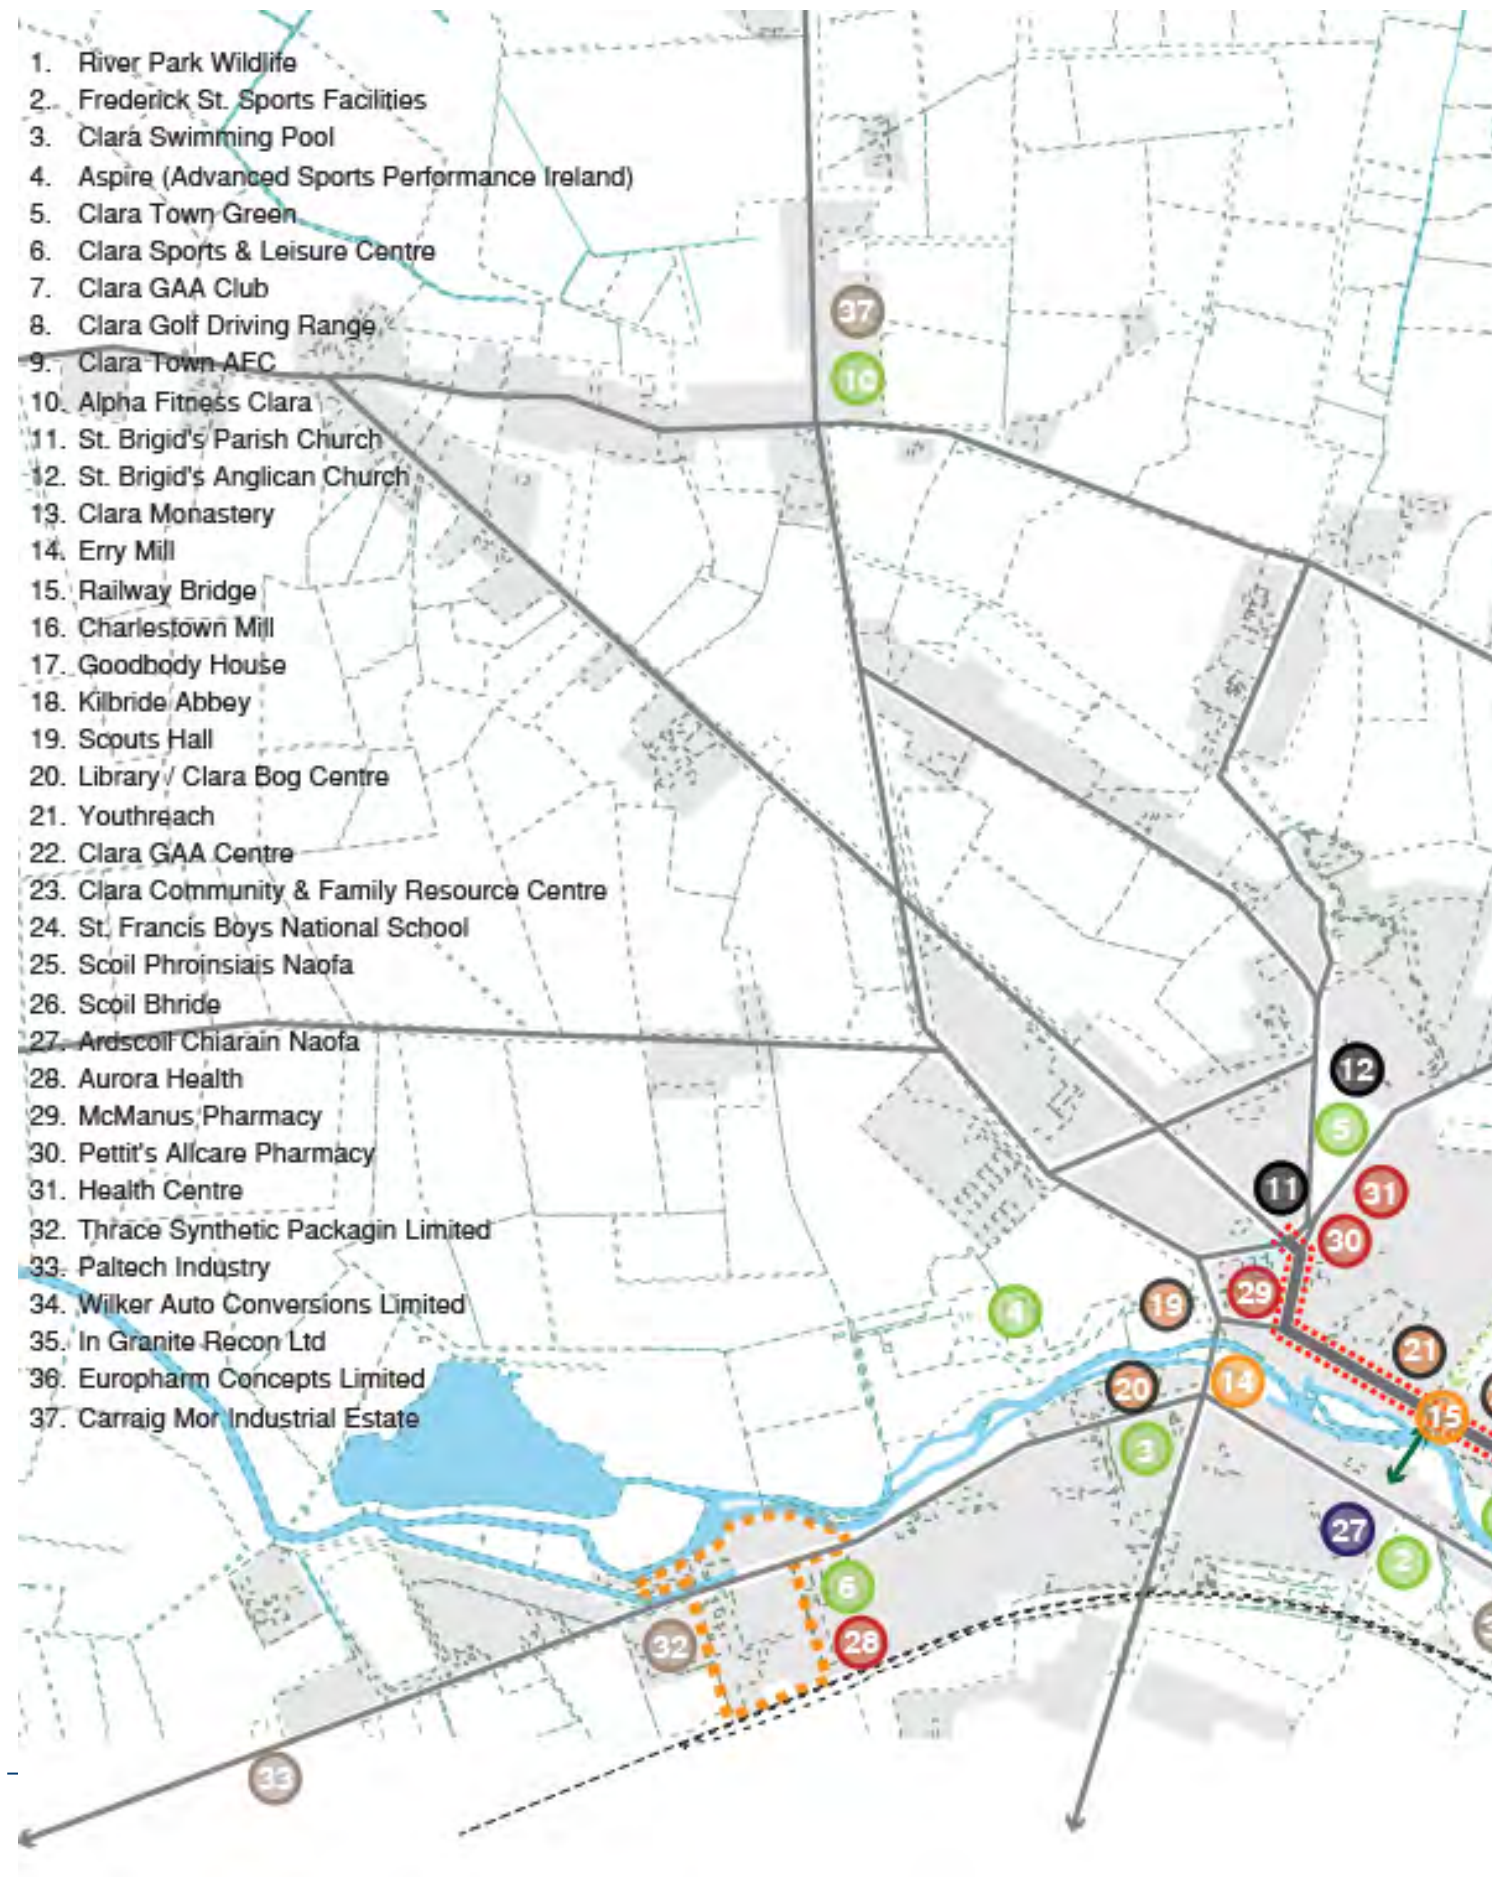 1. River Park Wildlife
2. Frederick St. Sports Facilities
3. Clara Swimming Pool
4. Aspire (Advanced Sports Performance Ireland)
5. Clara Town Green
6. Clara Sports & Leisure Centre
7. Clara GAA Club
8. Clara Golf Driving Range
9. Clara Town AFC
10. Alpha Fitness Clara
11. St. Brigid's Parish Church
12. St. Brigid's Anglican Church
13. Clara Monastery
14. Erry Mill
15. Railway Bridge
16. Charlestown Mill
17. Goodbody House
18. Kilbride Abbey
19. Scouts Hall
20. Library / Clara Bog Centre
21. Youthreach
22. Clara GAA Centre
23. Clara Community & Family Resource Centre
24. St. Francis Boys National School
25. Scoil Phroinsiais Naofa
26. Scoil Bhride
27. Ardscoil Chiarain Naofa
28. Aurora Health
29. McManus Pharmacy
30. Pettit's Allcare Pharmacy
31. Health Centre
32. Thrace Synthetic Packagin Limited
33. Paltech Industry
34. Wilker Auto Conversions Limited
35. In Granite Recon Ltd
36. Europharm Concepts Limited
37. Carraig Mor Industrial Estate
37
10
12
5
11
31
30
29
19
4
21
20
14
15
3
27
2
6
32
28
33